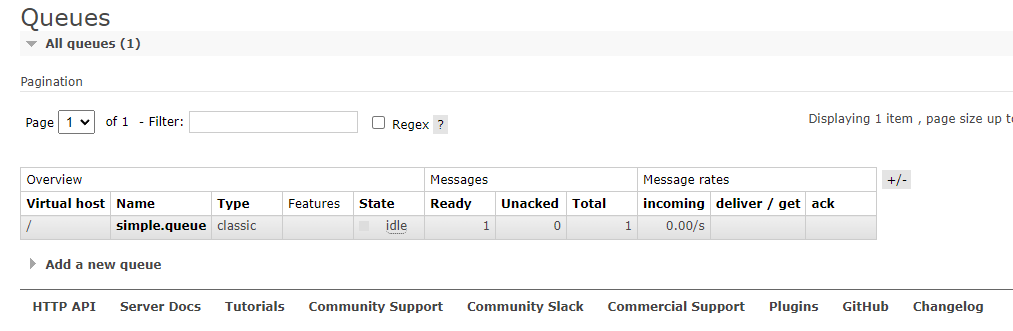 Queues
All queues (1)
Pagination
Page 1 of 1 - Filter: Regex ? Displaying 1 item , page size up to
Overview Messages Message rates +/-
Virtual host Name Type Features State Ready Unacked Total incoming deliver / get ack
/ simple.queue classic idle 1 0 1 0.00/s
Add a new queue
HTTP API Server Docs Tutorials Community Support Community Slack Commercial Support Plugins GitHub Changelog